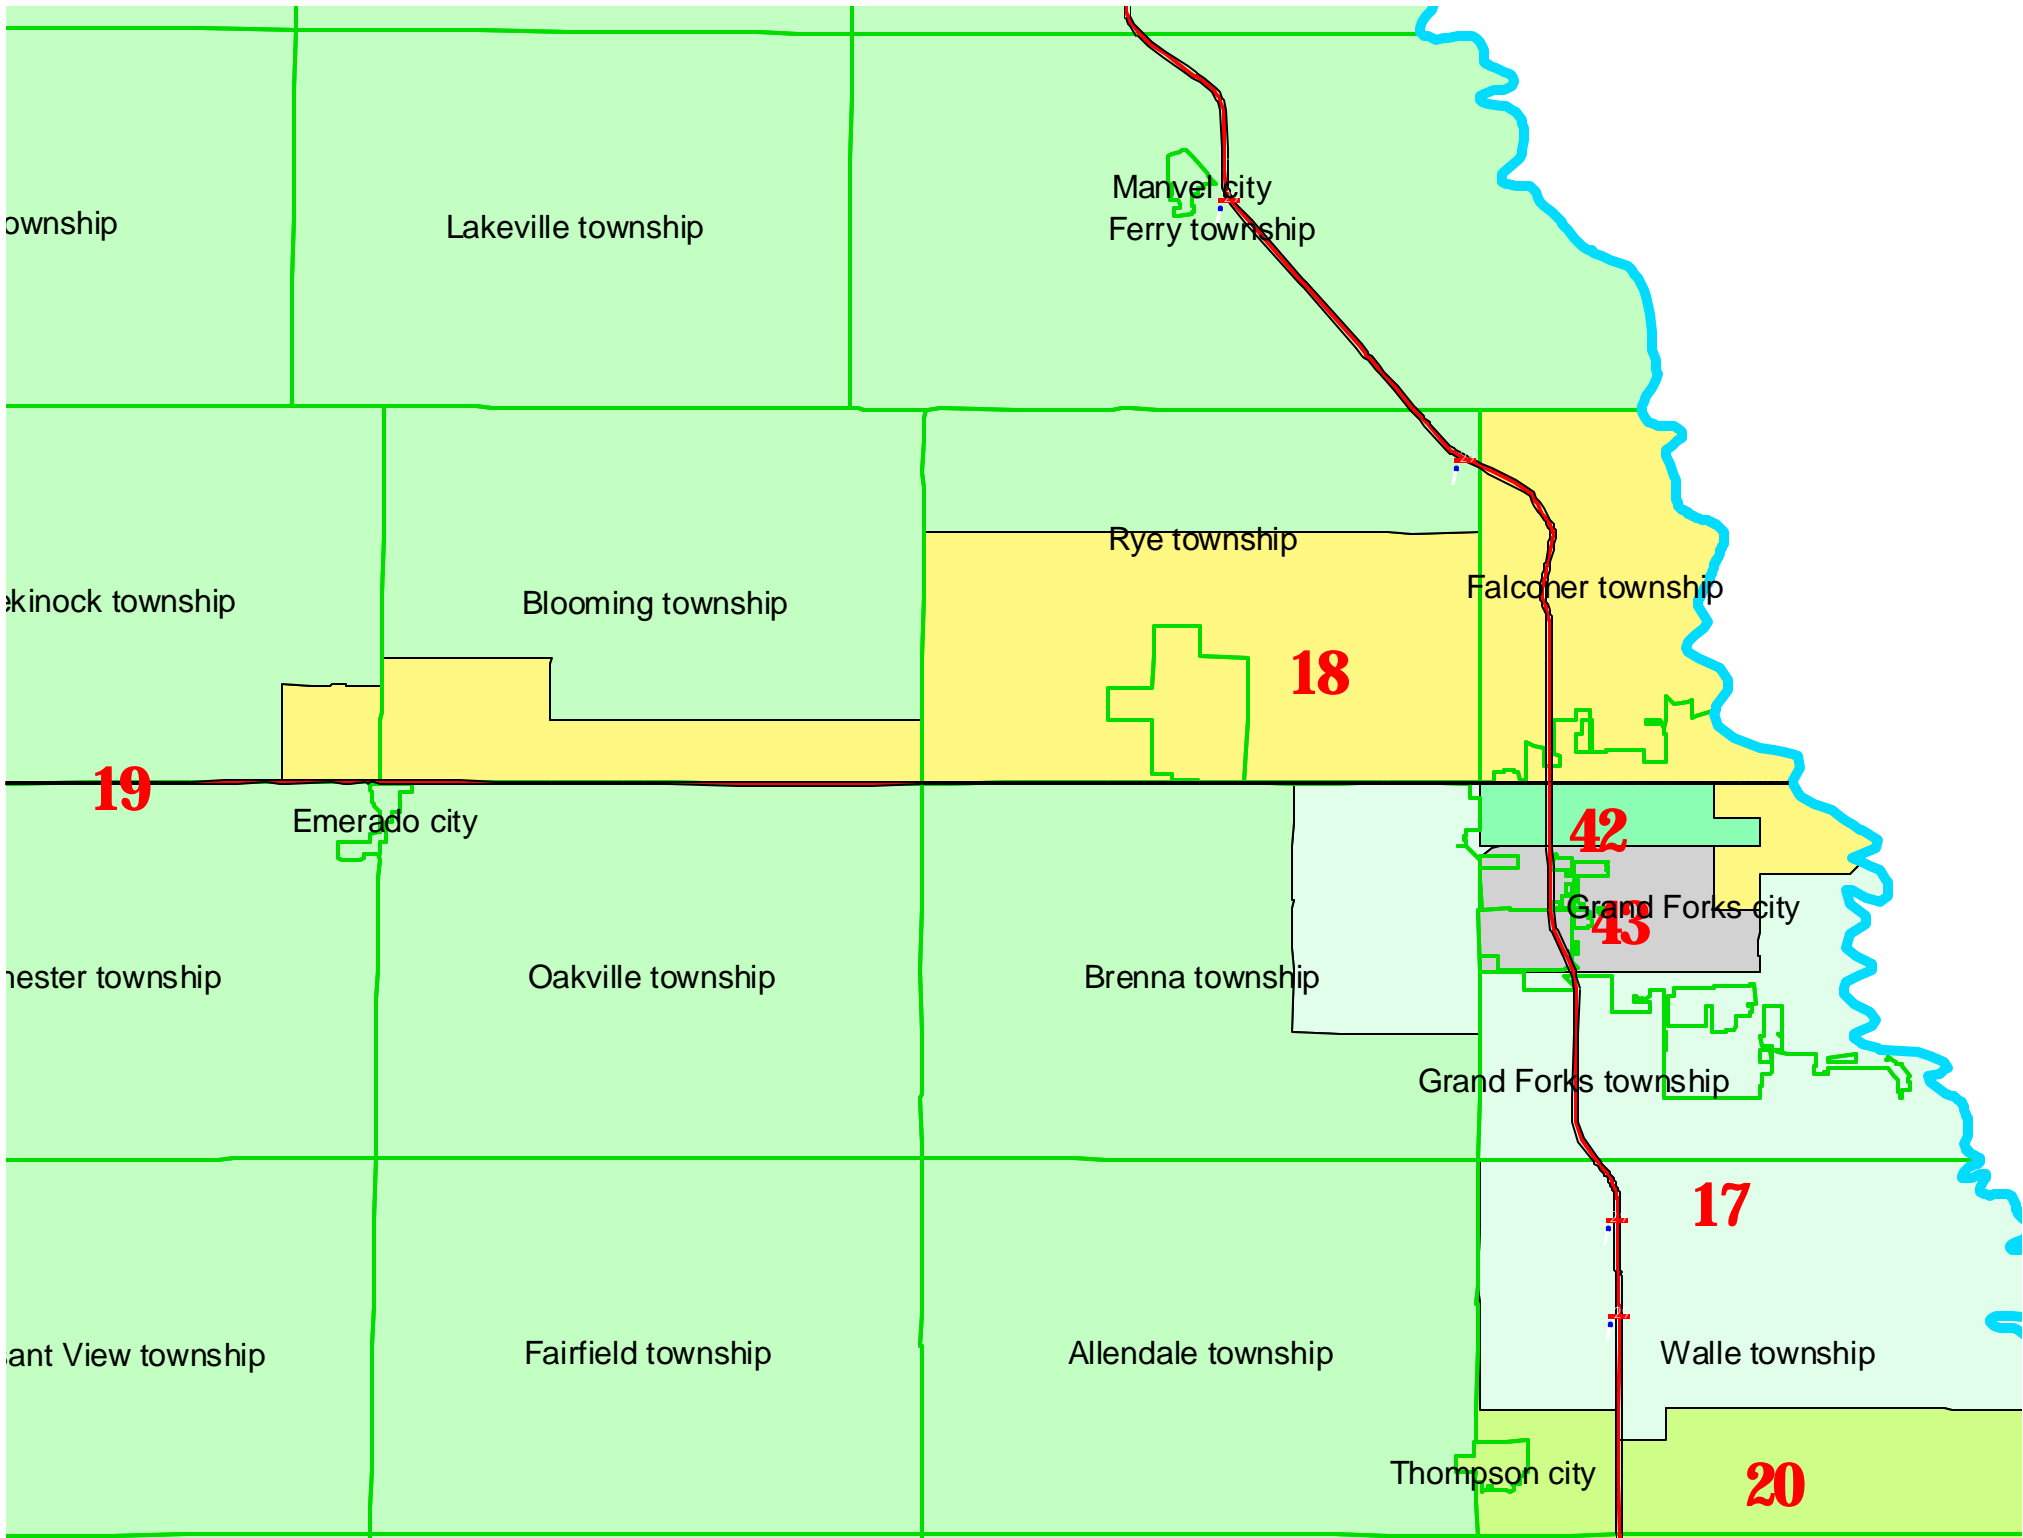 Manvel city
ownship
Lakeville township
Ferry township
Rye township
Falconer township
ekinock township
Blooming township
18
19
Emerado city
42
Grand Forks city
43
hester township
Oakville township
Brenna township
Grand Forks township
17
sant View township
Fairfield township
Allendale township
Walle township
Thompson city
20